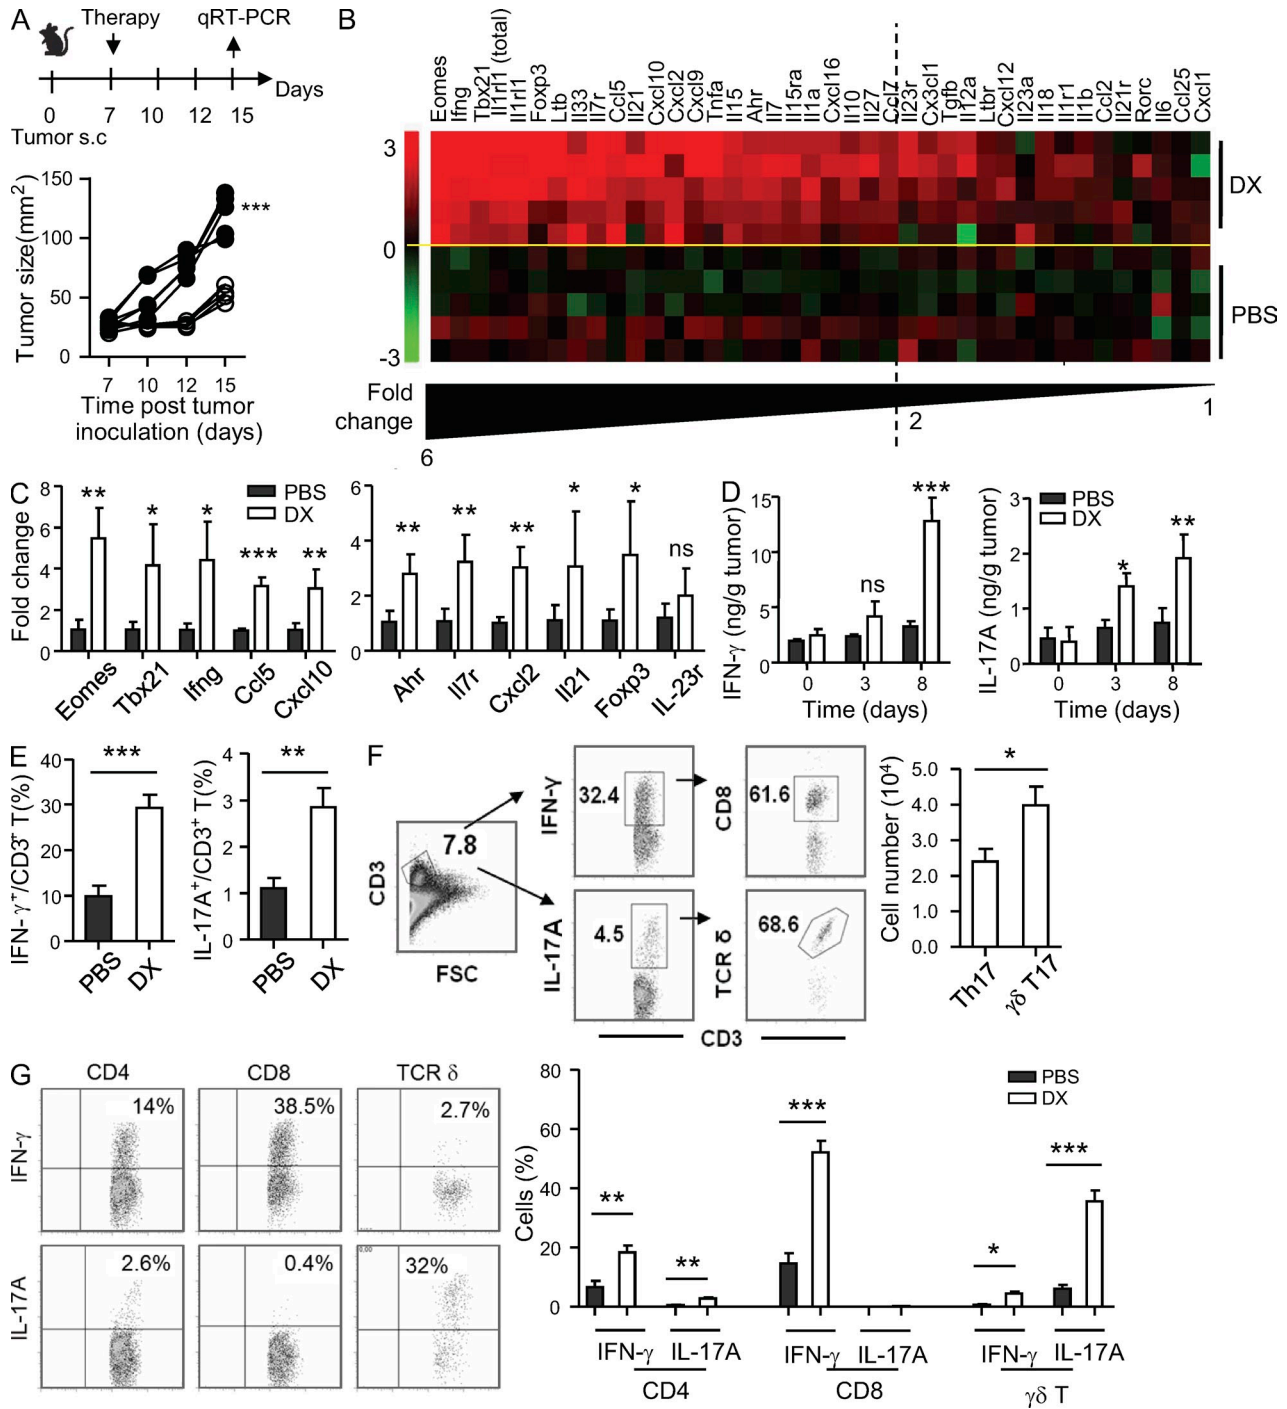 A
Therapy
qRT-PCR
0
7
10
12
15
Days
Tumor s.c
Tumor size(mm²)
150
100
50
0
***
7
10
12
15
Time post tumor
inoculation (days)
B
Eomes
Ifng
Tbx21
Il1rl1 (total)
Il1rl1
Foxp3
Ltb
Il33
Il7r
Ccl5
Il21
Cxcl10
Cxcl2
Cxcl9
Tnfa
Il15
Ahr
Il7
Il15ra
Il1a
Cxcl16
Il10
Il27
Ccl7
Il23r
Cx3cl1
Tgfb
Il12a
Ltbr
Cxcl12
Il23a
Il18
Il1r1
Il1b
Ccl2
Il21r
Rorc
Il6
Ccl25
Cxcl1
3
0
-3
DX
PBS
Fold
change
6
2
1
C
Fold change
8
6
4
2
0
PBS
DX
**
*
*
***
**
Eomes
Tbx21
Ifng
Ccl5
Cxcl10
6
4
2
0
**
**
**
*
*
ns
Ahr
Il7r
Cxcl2
Il21
Foxp3
IL-23r
D
IFN-γ (ng/g tumor)
15
10
5
0
ns
***
0
3
8
Time (days)
IL-17A (ng/g tumor)
3
2
1
0
PBS
DX
*
**
0
3
8
Time (days)
E
IFN-γ⁺/CD3⁺ T(%)
40
30
20
10
0
***
PBS
DX
IL-17A⁺/CD3⁺ T(%)
4
3
2
1
0
**
PBS
DX
F
CD3
7.8
FSC
IFN-γ
32.4
CD8
61.6
IL-17A
4.5
TCR δ
68.6
CD3
Cell number (10⁴)
5.0
4.0
3.0
2.0
1.0
0.0
*
Th17
γδ T17
G
CD4
CD8
TCR δ
IFN-γ
14%
38.5%
2.7%
IL-17A
2.6%
0.4%
32%
Cells (%)
80
60
40
20
0
PBS
DX
**
**
***
*
***
IFN-γ
IL-17A
IFN-γ
IL-17A
IFN-γ
IL-17A
CD4
CD8
γδ T